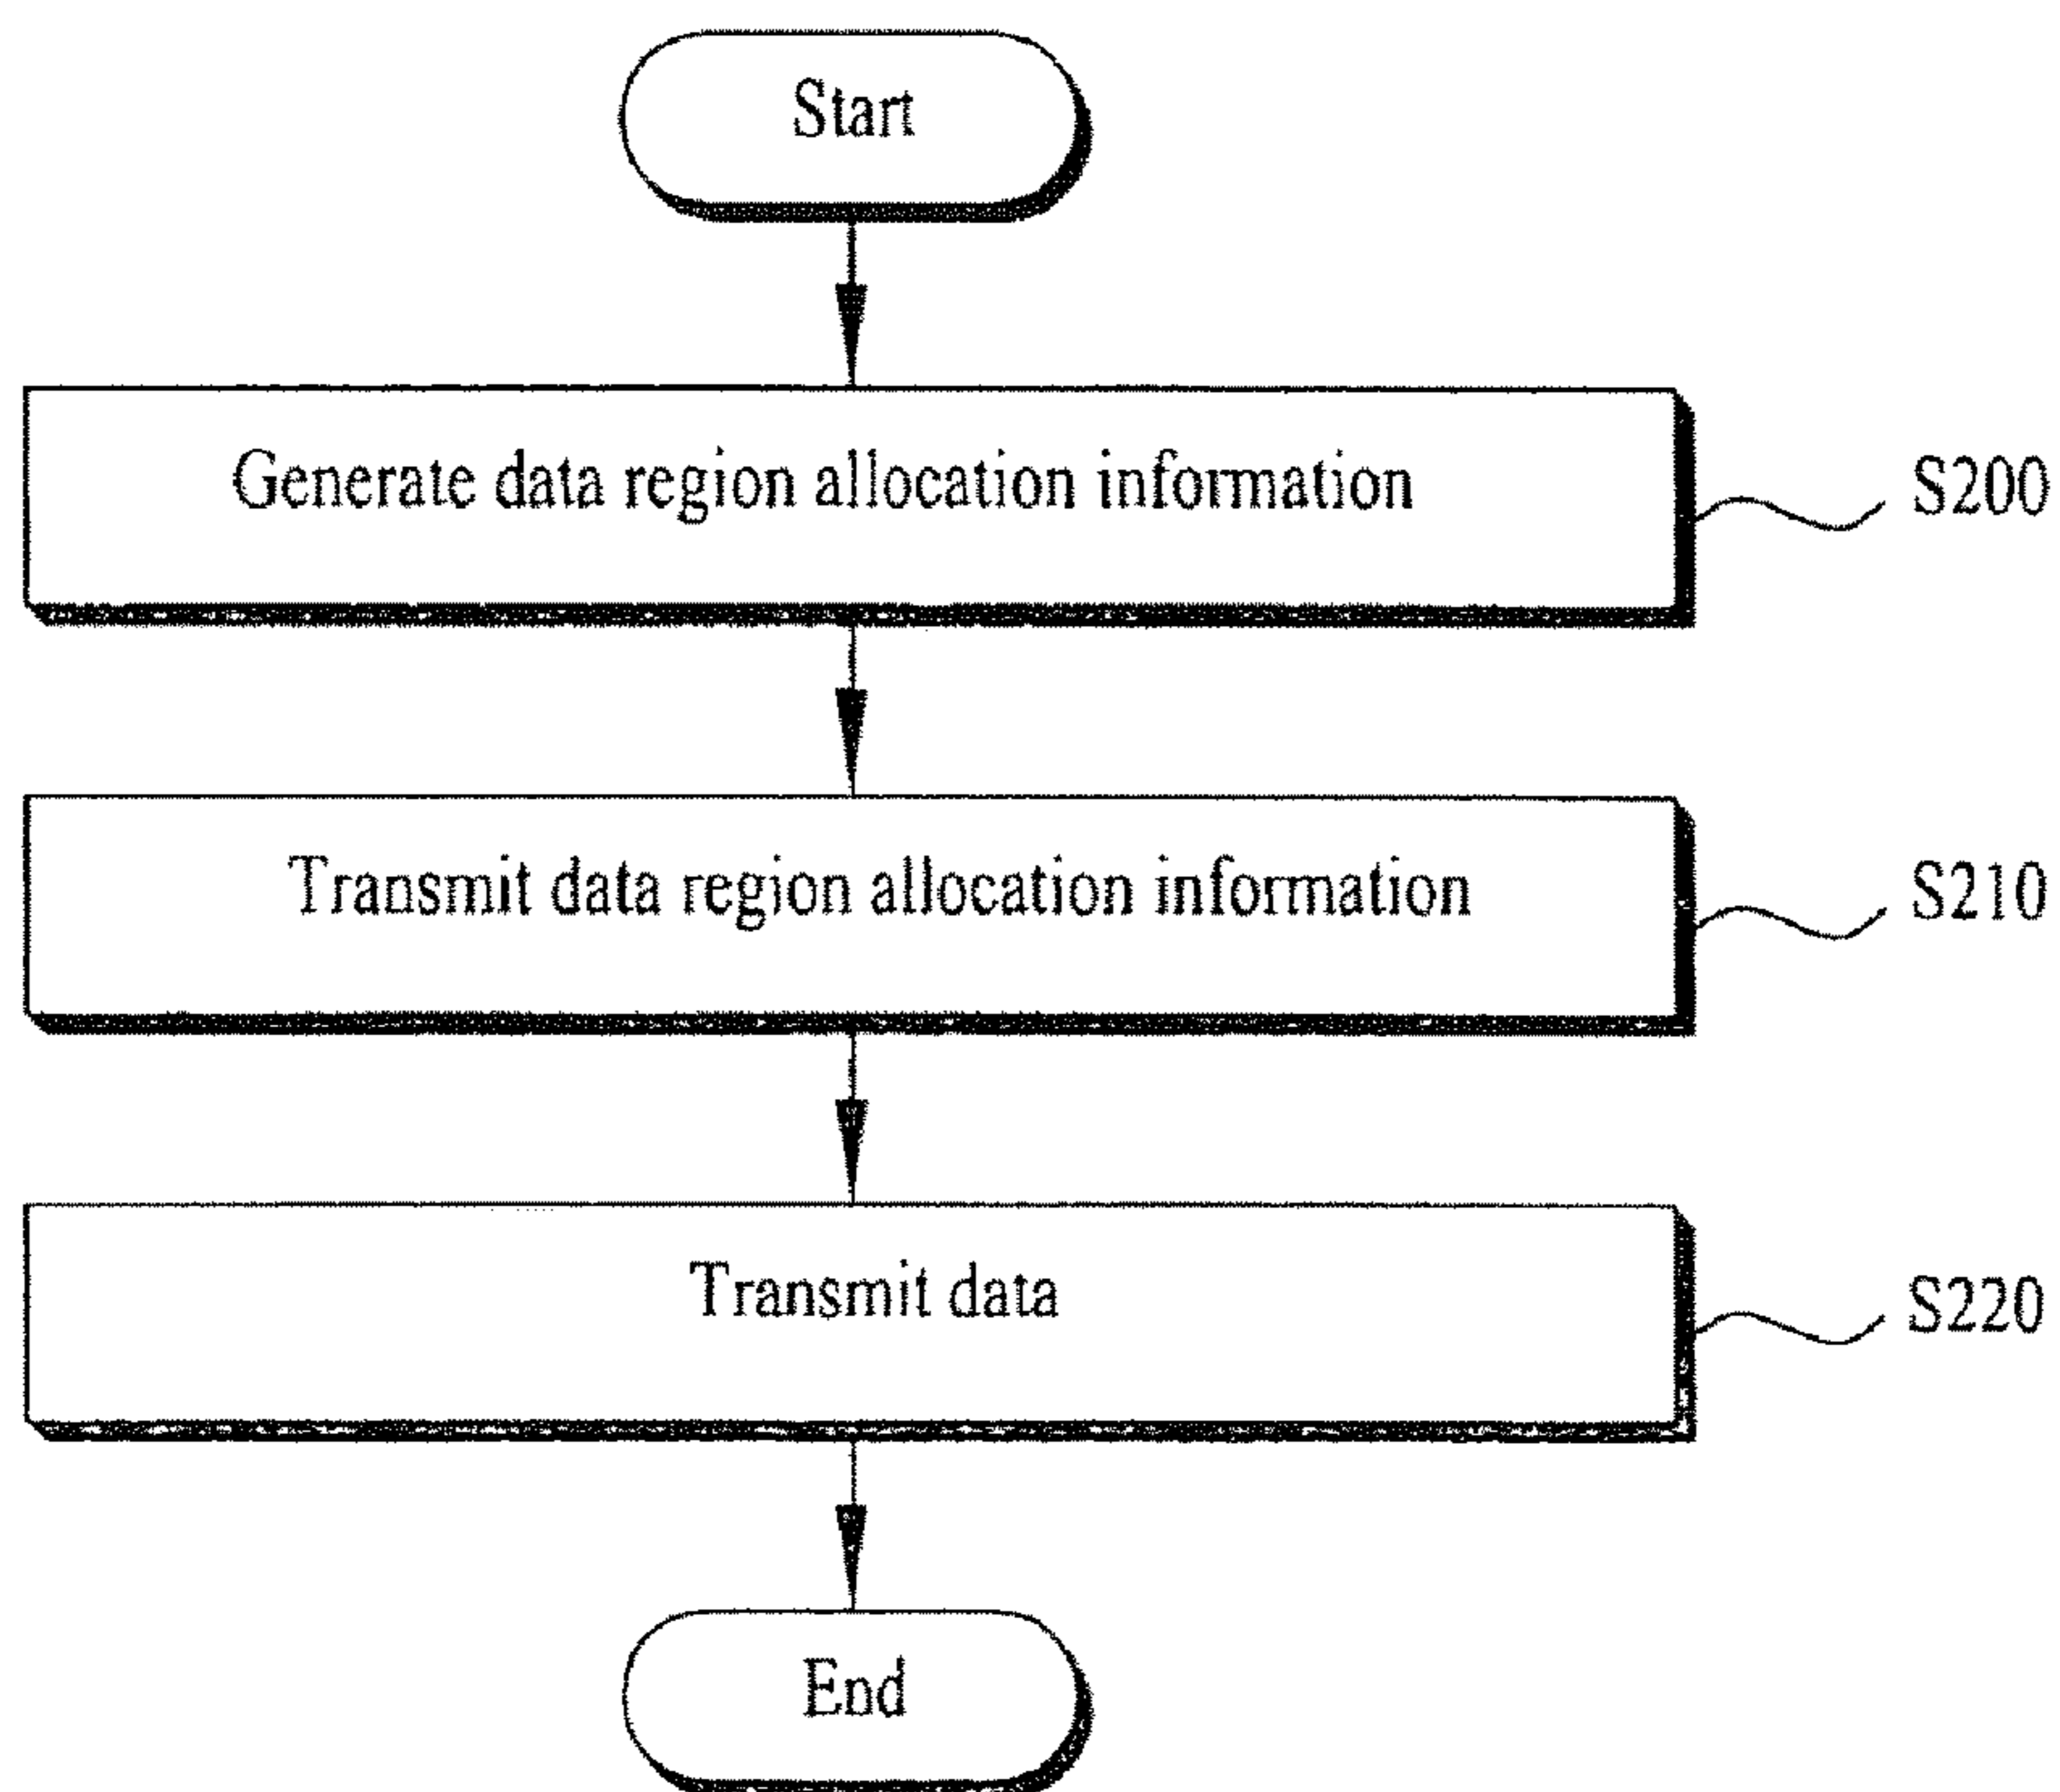 Start
Generate data region allocation information
S200
Transmit data region allocation information
S210
Transmit data
S220
End